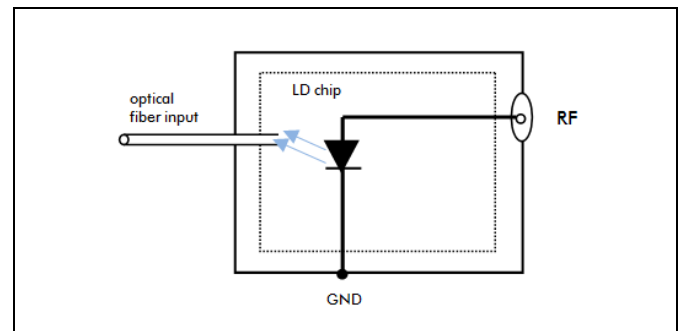 optical
fiber input
LD chip
RF
GND